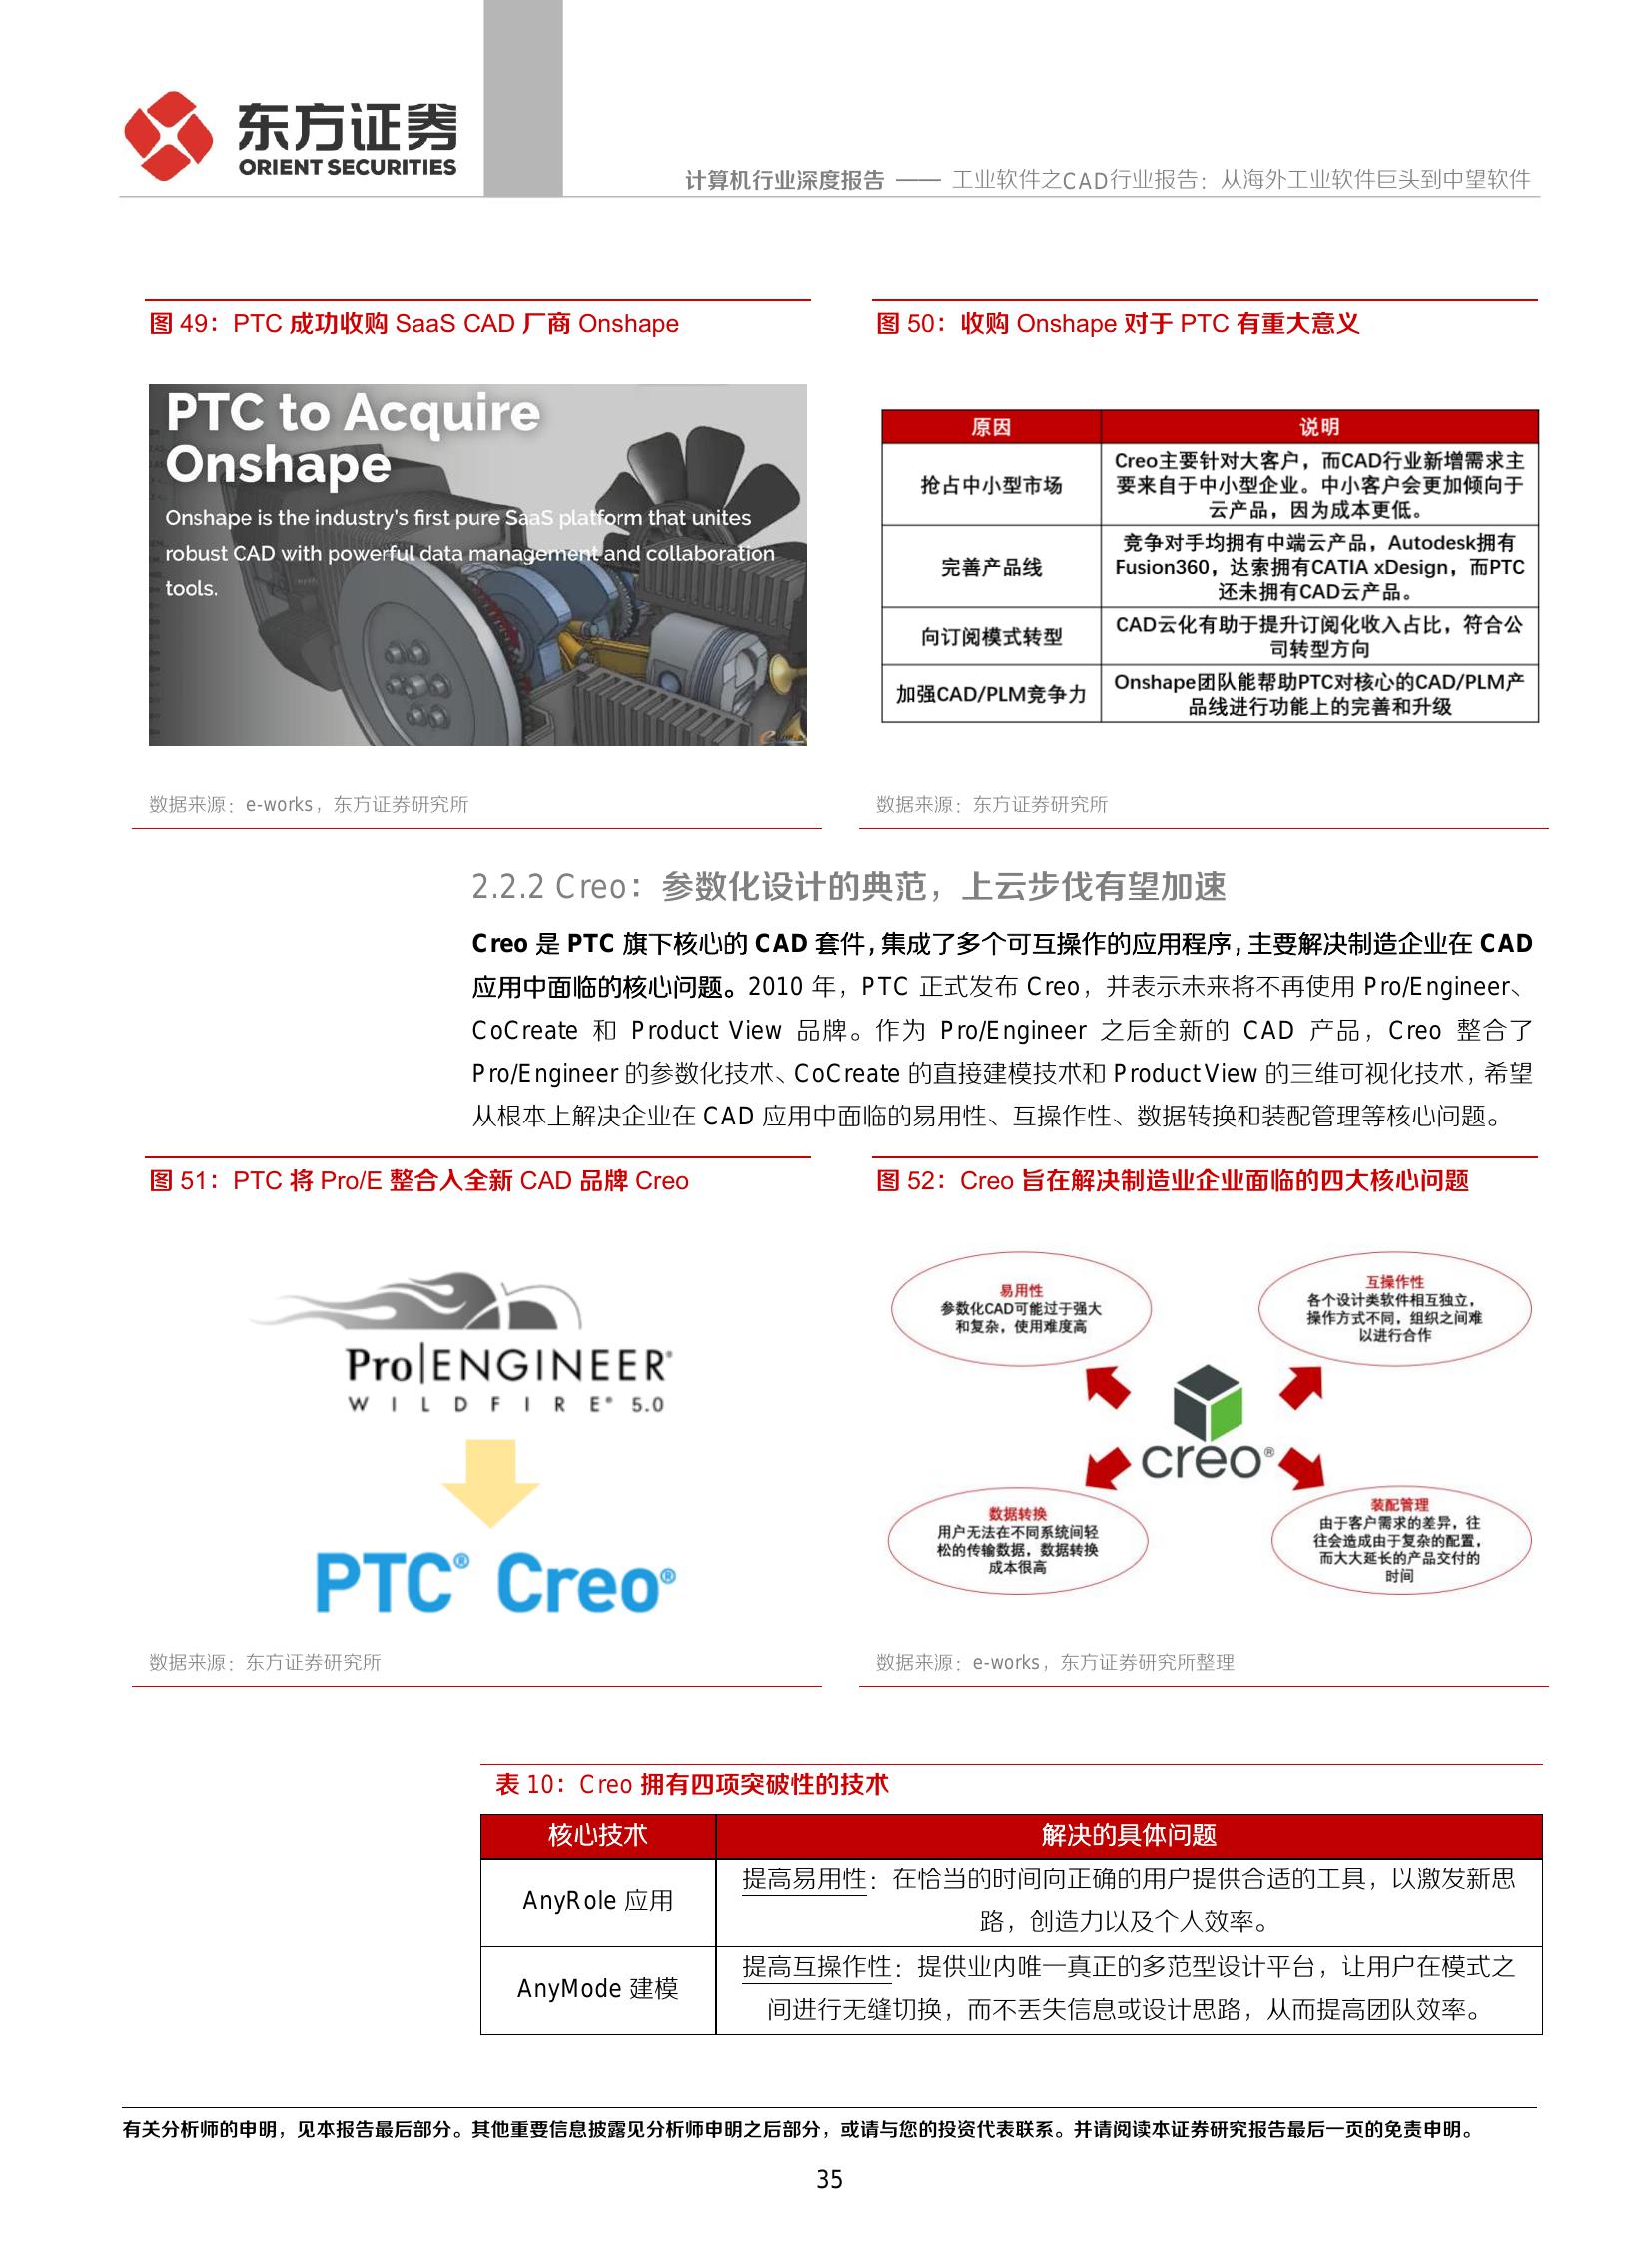 东方证券
ORIENT SECURITIES
计算机行业深度报告 —— 工业软件之CAD行业报告：从海外工业软件巨头到中望软件
图 49：PTC 成功收购 SaaS CAD 厂商 Onshape
PTC to Acquire
Onshape
Onshape is the industry's first pure SaaS platform that unites
robust CAD with powerful data management and collaboration
tools.
数据来源：e-works，东方证券研究所
图 50：收购 Onshape 对于 PTC 有重大意义
原因 说明
抢占中小型市场
Creo主要针对大客户，而CAD行业新增需求主
要来自于中小型企业。中小客户会更加倾向于
云产品，因为成本更低。
完善产品线
竞争对手均拥有中端云产品，Autodesk拥有
Fusion360，达索拥有CATIA xDesign，而PTC
还未拥有CAD云产品。
向订阅模式转型
CAD云化有助于提升订阅化收入占比，符合公
司转型方向
加强CAD/PLM竞争力
Onshape团队能帮助PTC对核心的CAD/PLM产
品线进行功能上的完善和升级
数据来源：东方证券研究所
2.2.2 Creo：参数化设计的典范，上云步伐有望加速
Creo 是 PTC 旗下核心的 CAD 套件，集成了多个可互操作的应用程序，主要解决制造企业在 CAD
应用中面临的核心问题。2010 年，PTC 正式发布 Creo，并表示未来将不再使用 Pro/Engineer、
CoCreate 和 Product View 品牌。作为 Pro/Engineer 之后全新的 CAD 产品，Creo 整合了
Pro/Engineer 的参数化技术、CoCreate 的直接建模技术和 ProductView 的三维可视化技术，希望
从根本上解决企业在 CAD 应用中面临的易用性、互操作性、数据转换和装配管理等核心问题。
图 51：PTC 将 Pro/E 整合入全新 CAD 品牌 Creo
Pro|ENGINEER®
WILDFIRE® 5.0
PTC® Creo®
数据来源：东方证券研究所
图 52：Creo 旨在解决制造业企业面临的四大核心问题
易用性
参数化CAD可能过于强大
和复杂，使用难度高
互操作性
各个设计类软件相互独立，
操作方式不同，组织之间难
以进行合作
creo®
数据转换
用户无法在不同系统间轻
松的传输数据，数据转换
成本很高
装配管理
由于客户需求的差异，往
往会造成由于复杂的配置，
而大大延长的产品交付的
时间
数据来源：e-works，东方证券研究所整理
表 10：Creo 拥有四项突破性的技术
核心技术 解决的具体问题
AnyRole 应用
提高易用性：在恰当的时间向正确的用户提供合适的工具，以激发新思
路，创造力以及个人效率。
AnyMode 建模
提高互操作性：提供业内唯一真正的多范型设计平台，让用户在模式之
间进行无缝切换，而不丢失信息或设计思路，从而提高团队效率。
有关分析师的申明，见本报告最后部分。其他重要信息披露见分析师申明之后部分，或请与您的投资代表联系。并请阅读本证券研究报告最后一页的免责申明。
35